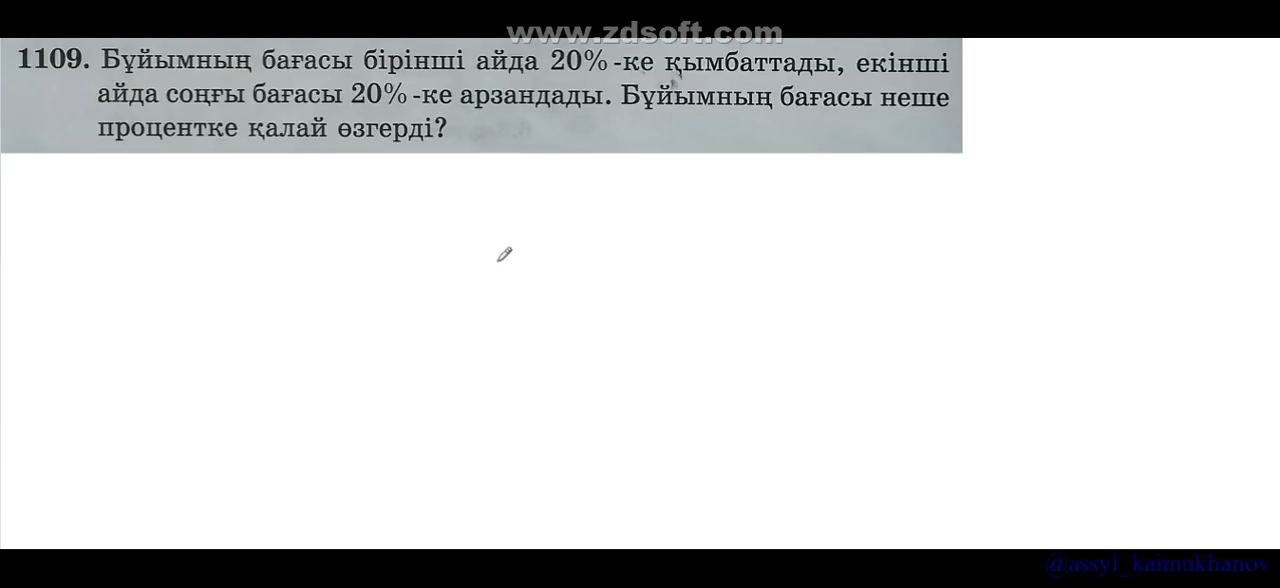 www.zdsoft.com
1109. Бұйымның бағасы бірінші айда 20%-ке қымбаттады, екінші
айда соңғы бағасы 20%-ке арзандады. Бұйымның бағасы неше
процентке қалай өзгерді?
@assyl_kaimukhanov